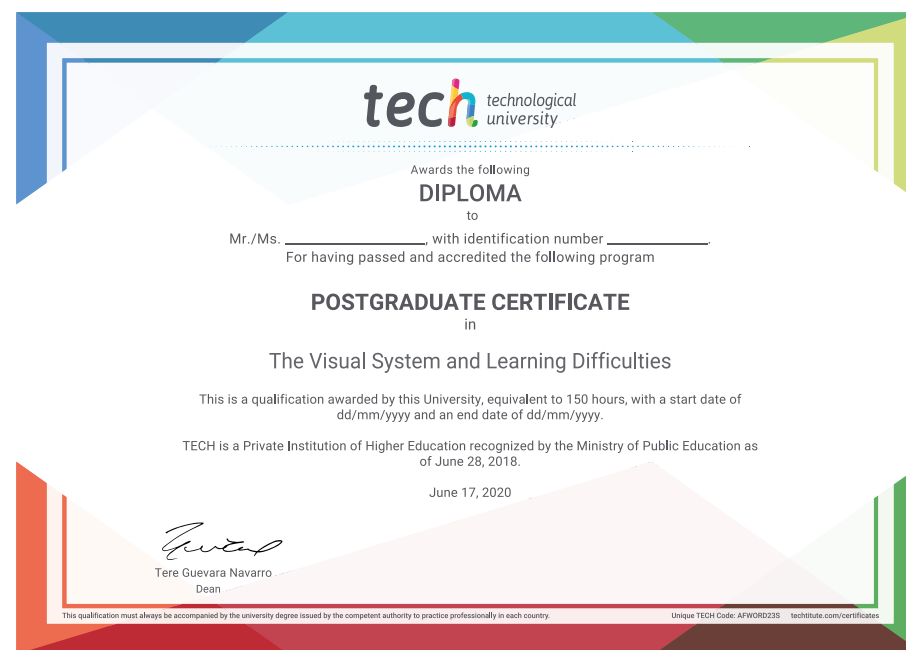 tech technological
university
Awards the following
DIPLOMA
to
Mr./Ms. ________________, with identification number ____________.
For having passed and accredited the following program
POSTGRADUATE CERTIFICATE
in
The Visual System and Learning Difficulties
This is a qualification awarded by this University, equivalent to 150 hours, with a start date of
dd/mm/yyyy and an end date of dd/mm/yyyy.
TECH is a Private Institution of Higher Education recognized by the Ministry of Public Education as
of June 28, 2018.
June 17, 2020
Tere Guevara Navarro
Dean
This qualification must always be accompanied by the university degree issued by the competent authority to practice professionally in each country. Unique TECH Code: AFWORD23S techtitute.com/certificates